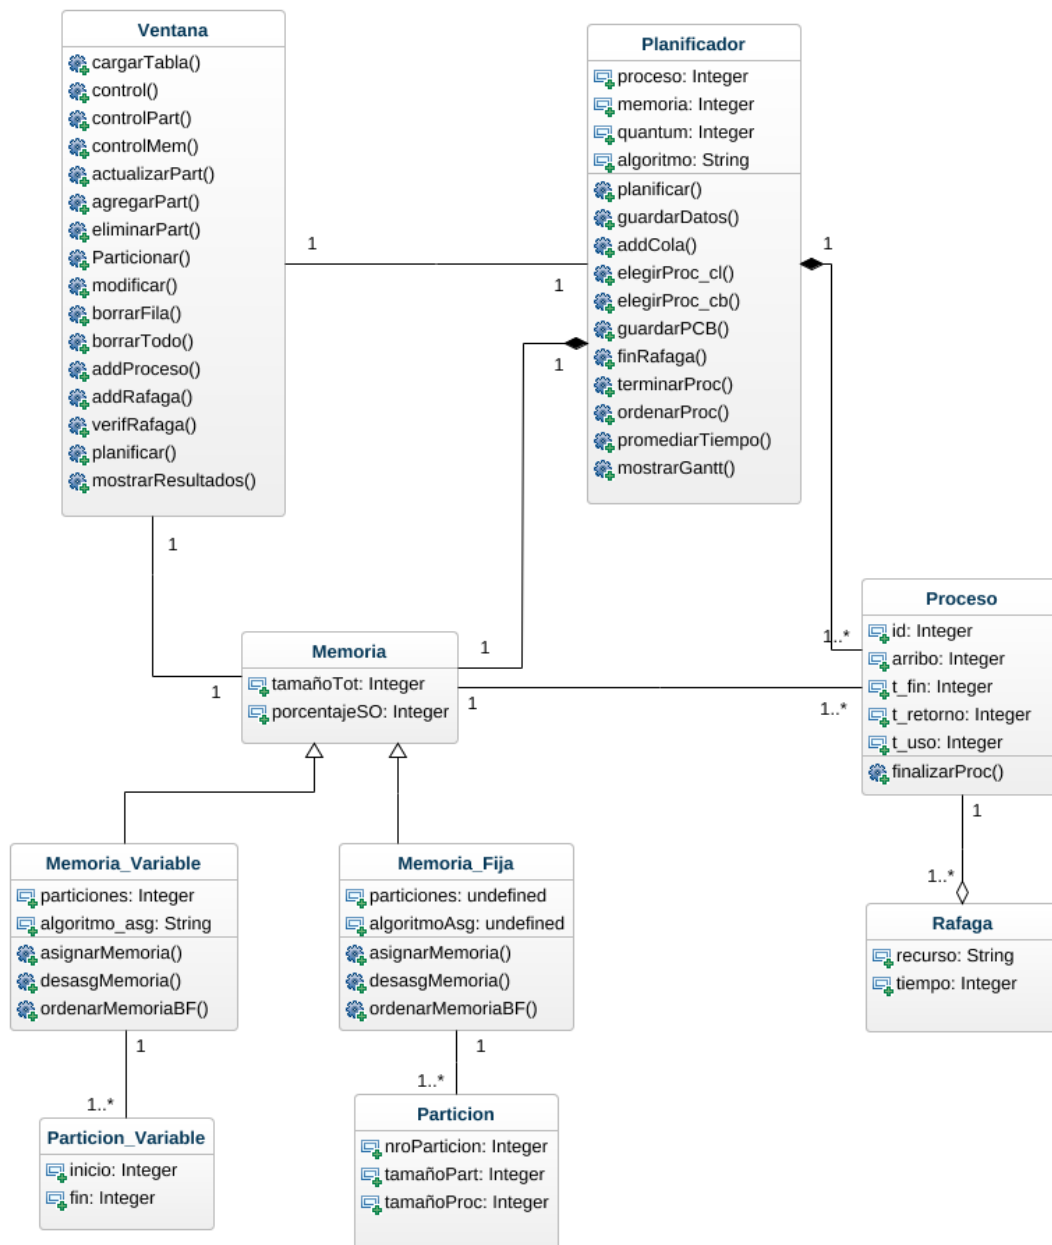 Ventana
cargarTabla()
control()
controlPart()
controlMem()
actualizarPart()
agregarPart()
eliminarPart()
Particionar()
modificar()
borrarFila()
borrarTodo()
addProceso()
addRafaga()
verifRafaga()
planificar()
mostrarResultados()
Planificador
proceso: Integer
memoria: Integer
quantum: Integer
algoritmo: String
planificar()
guardarDatos()
addCola()
elegirProc_cl()
elegirProc_cb()
guardarPCB()
finRafaga()
terminarProc()
ordenarProc()
promediarTiempo()
mostrarGantt()
1
1
1
1
1
1..*
1
1
1
1..*
Memoria
tamañoTot: Integer
porcentajeSO: Integer
Proceso
id: Integer
arribo: Integer
t_fin: Integer
t_retorno: Integer
t_uso: Integer
finalizarProc()
1
1..*
Memoria_Variable
particiones: Integer
algoritmo_asg: String
asignarMemoria()
desasgMemoria()
ordenarMemoriaBF()
Memoria_Fija
particiones: undefined
algoritmoAsg: undefined
asignarMemoria()
desasgMemoria()
ordenarMemoriaBF()
Rafaga
recurso: String
tiempo: Integer
1
1..*
1
1..*
Particion_Variable
inicio: Integer
fin: Integer
Particion
nroParticion: Integer
tamañoPart: Integer
tamañoProc: Integer